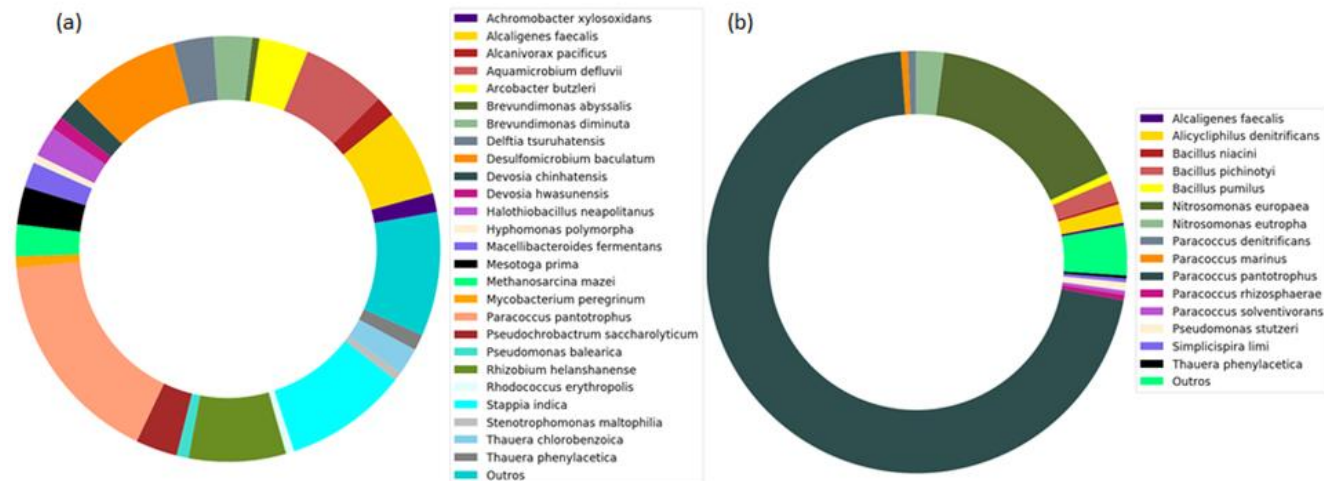 (a)
Achromobacter xylosoxidans
Alcaligenes faecalis
Alcanivorax pacificus
Aquamicrobium defluvii
Arcobacter butzleri
Brevundimonas abyssalis
Brevundimonas diminuta
Delftia tsuruhatensis
Desulfomicrobium baculatum
Devosia chinhatensis
Devosia hwasunensis
Halothiobacillus neapolitanus
Hyphomonas polymorpha
Macellibacteroides fermentans
Mesotoga prima
Methanosarcina mazei
Mycobacterium peregrinum
Paracoccus pantotrophus
Pseudochrobactrum saccharolyticum
Pseudomonas balearica
Rhizobium helanshanense
Rhodococcus erythropolis
Stappia indica
Stenotrophomonas maltophilia
Thauera chlorobenzoica
Thauera phenylacetica
Outros
(b)
Alcaligenes faecalis
Alicycliphilus denitrificans
Bacillus niacini
Bacillus pichinotyi
Bacillus pumilus
Nitrosomonas europaea
Nitrosomonas eutropha
Paracoccus denitrificans
Paracoccus marinus
Paracoccus pantotrophus
Paracoccus rhizosphaerae
Paracoccus solventivorans
Pseudomonas stutzeri
Simplicispira limi
Thauera phenylacetica
Outros